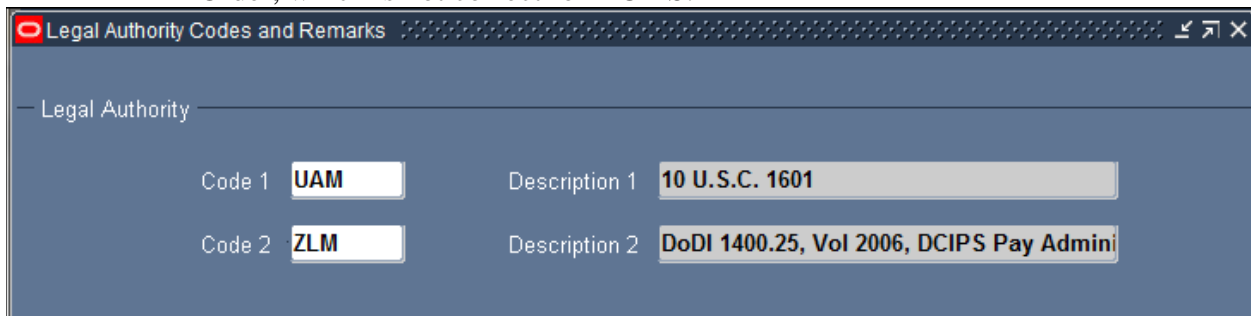 Legal Authority Codes and Remarks
Legal Authority
Code 1 UAM Description 1 10 U.S.C. 1601
Code 2 ZLM Description 2 DoDI 1400.25, Vol 2006, DCIPS Pay Admini